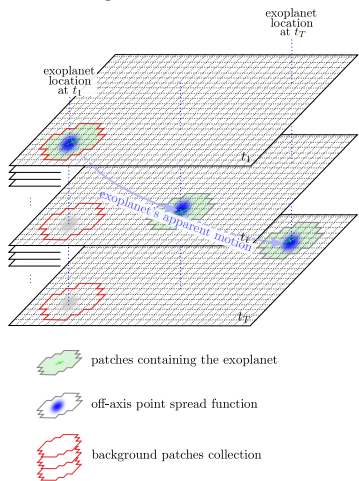 exoplanet
location
at t_T
exoplanet
location
at t_1
t_1
t_ℓ
exoplanet's apparent motion
t_T
patches containing the exoplanet
off-axis point spread function
background patches collection